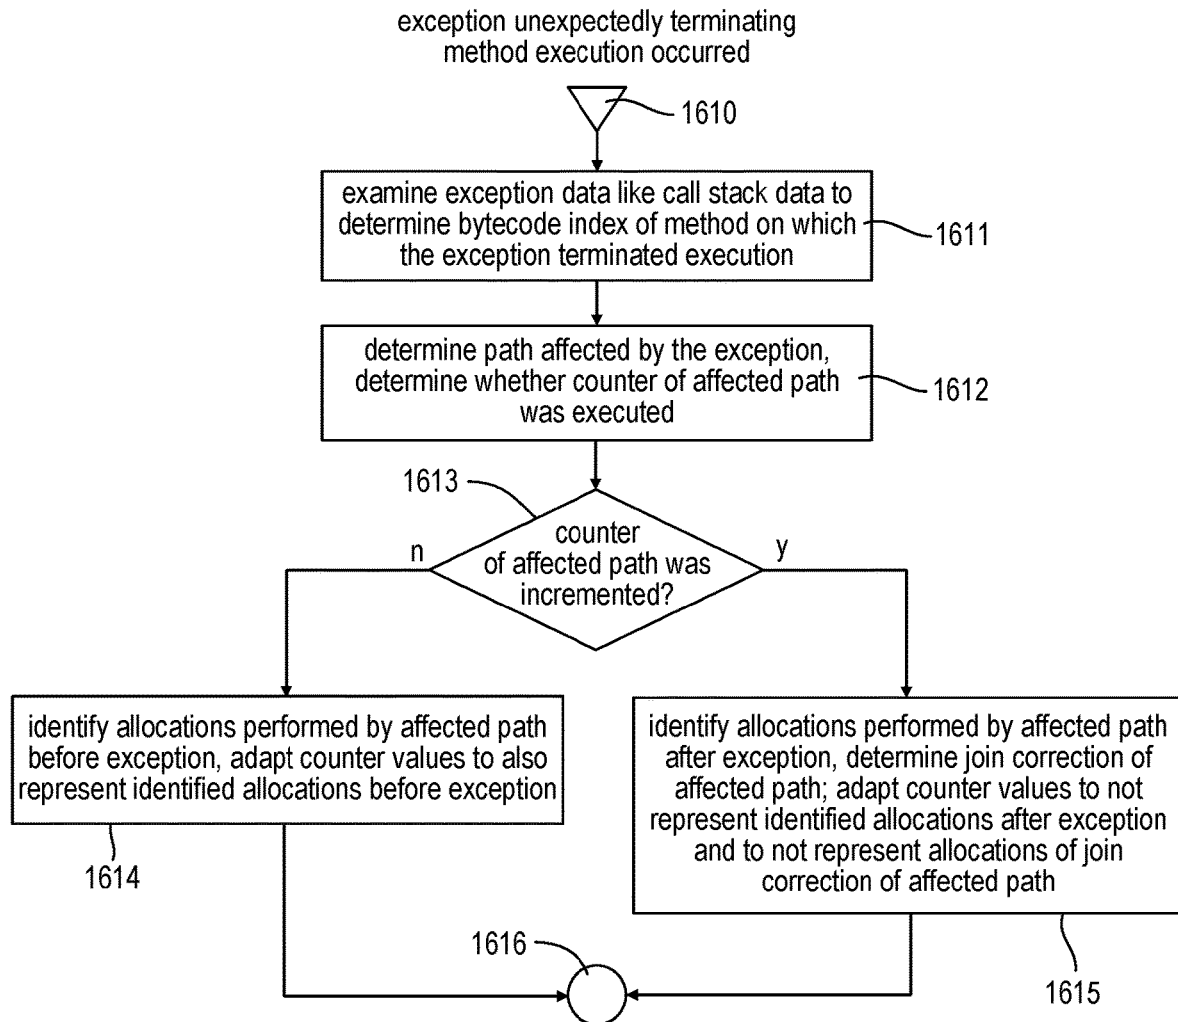 exception unexpectedly terminating
method execution occurred
1610
examine exception data like call stack data to
determine bytecode index of method on which
the exception terminated execution
1611
determine path affected by the exception,
determine whether counter of affected path
was executed
1612
1613
counter
of affected path was
incremented?
n
y
identify allocations performed by affected path
before exception, adapt counter values to also
represent identified allocations before exception
1614
identify allocations performed by affected path
after exception, determine join correction of
affected path; adapt counter values to not
represent identified allocations after exception
and to not represent allocations of join
correction of affected path
1615
1616